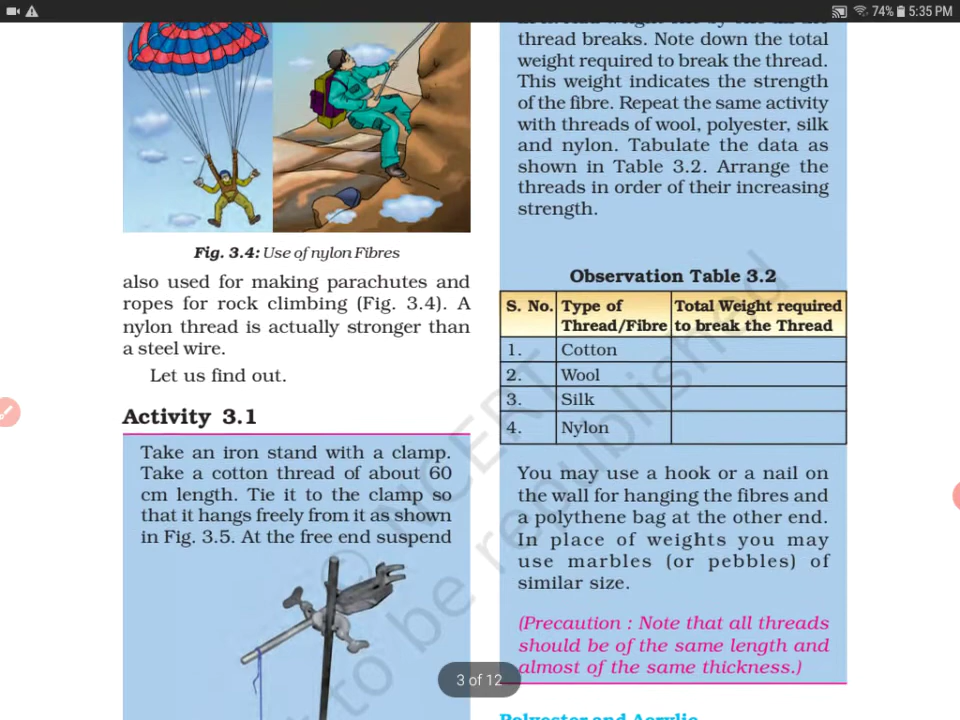 74% 5:35 PM
Fig. 3.4: Use of nylon Fibres
also used for making parachutes and
ropes for rock climbing (Fig. 3.4). A
nylon thread is actually stronger than
a steel wire.
Let us find out.
Activity 3.1
Take an iron stand with a clamp.
Take a cotton thread of about 60
cm length. Tie it to the clamp so
that it hangs freely from it as shown
in Fig. 3.5. At the free end suspend
thread breaks. Note down the total
weight required to break the thread.
This weight indicates the strength
of the fibre. Repeat the same activity
with threads of wool, polyester, silk
and nylon. Tabulate the data as
shown in Table 3.2. Arrange the
threads in order of their increasing
strength.
Observation Table 3.2
S. No. Type of Thread/Fibre Total Weight required to break the Thread
1. Cotton
2. Wool
3. Silk
4. Nylon
You may use a hook or a nail on
the wall for hanging the fibres and
a polythene bag at the other end.
In place of weights you may
use marbles (or pebbles) of
similar size.
(Precaution : Note that all threads
should be of the same length and
almost of the same thickness.)
Polyester and Acrylic
© NCERT
to be republished
3 of 12